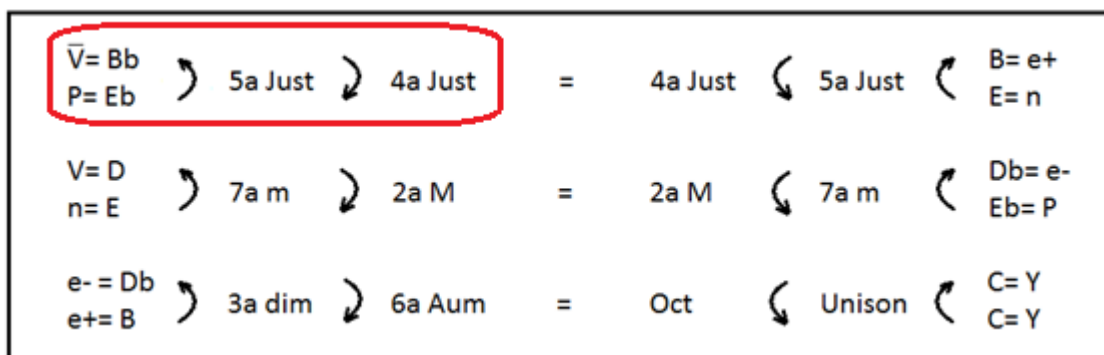 V̅= Bb
P= Eb
5a Just
4a Just
=
4a Just
5a Just
B= e+
E= n
V= D
n= E
7a m
2a M
=
2a M
7a m
Db= e-
Eb= P
e- = Db
e+= B
3a dim
6a Aum
=
Oct
Unison
C= Y
C= Y